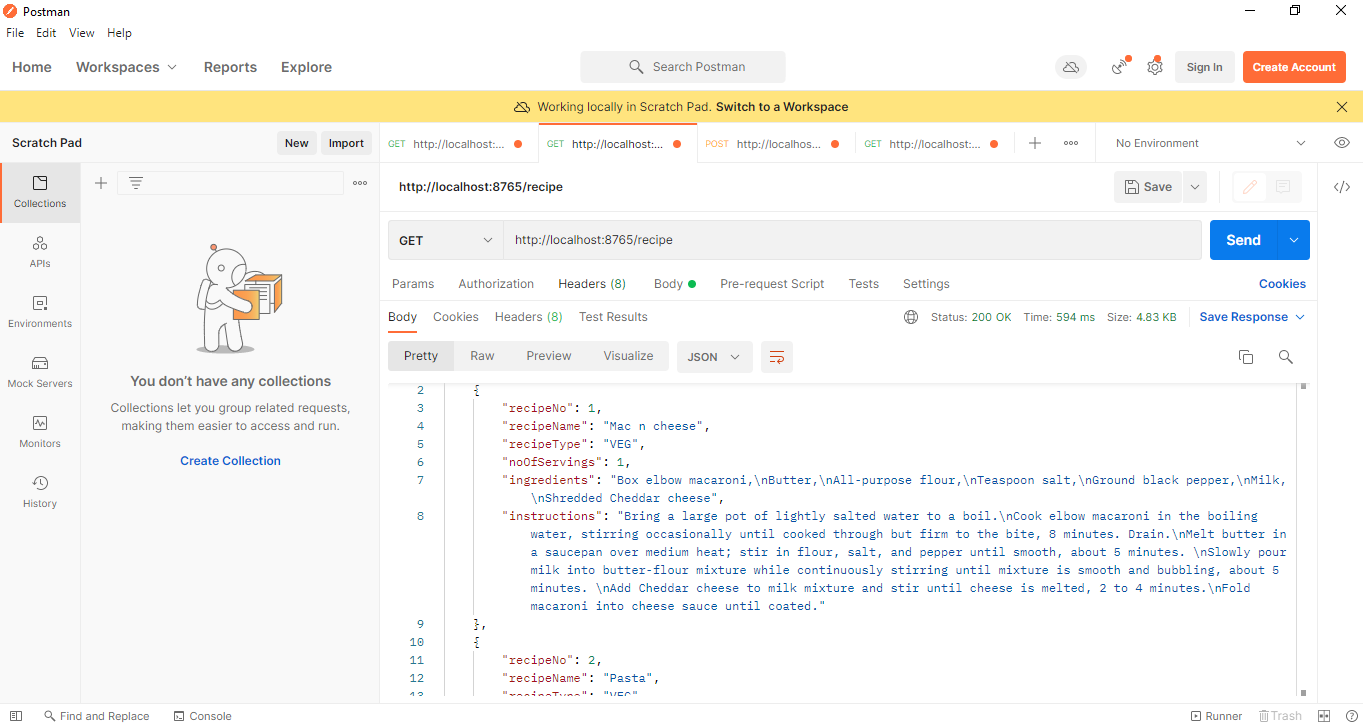 Postman
File Edit View Help
Home Workspaces Reports Explore Search Postman Sign In Create Account
Working locally in Scratch Pad. Switch to a Workspace
Scratch Pad New Import
GET http://localhost:... GET http://localhost:... POST http://localhos... GET http://localhost:... No Environment
Collections
APIs
Environments
Mock Servers
Monitors
History
You don't have any collections
Collections let you group related requests,
making them easier to access and run.
Create Collection
http://localhost:8765/recipe Save
GET http://localhost:8765/recipe Send
Params Authorization Headers (8) Body Pre-request Script Tests Settings Cookies
Body Cookies Headers (8) Test Results Status: 200 OK Time: 594 ms Size: 4.83 KB Save Response
Pretty Raw Preview Visualize JSON
2 {
3 "recipeNo": 1,
4 "recipeName": "Mac n cheese",
5 "recipeType": "VEG",
6 "noOfServings": 1,
7 "ingredients": "Box elbow macaroni,\nButter,\nAll-purpose flour,\nTeaspoon salt,\nGround black pepper,\nMilk,
\nShredded Cheddar cheese",
8 "instructions": "Bring a large pot of lightly salted water to a boil.\nCook elbow macaroni in the boiling
water, stirring occasionally until cooked through but firm to the bite, 8 minutes. Drain.\nMelt butter in
a saucepan over medium heat; stir in flour, salt, and pepper until smooth, about 5 minutes. \nSlowly pour
milk into butter-flour mixture while continuously stirring until mixture is smooth and bubbling, about 5
minutes. \nAdd Cheddar cheese to milk mixture and stir until cheese is melted, 2 to 4 minutes.\nFold
macaroni into cheese sauce until coated."
9 },
10 {
11 "recipeNo": 2,
12 "recipeName": "Pasta",
13 "recipeType": "VEG"
Find and Replace Console Runner Trash